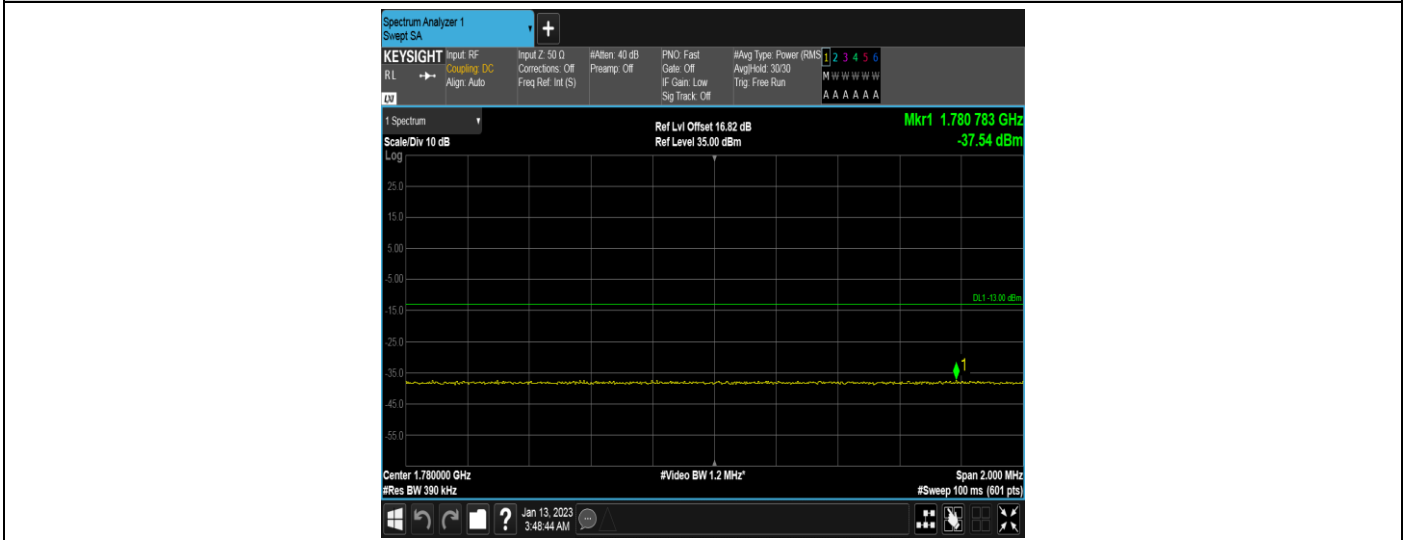 Spectrum Analyzer 1
Swept SA
+
KEYSIGHT
RL
LXI
Input: RF
Coupling: DC
Align: Auto
Input Z: 50 Ω
Corrections: Off
Freq Ref: Int (S)
#Atten: 40 dB
Preamp: Off
PNO: Fast
Gate: Off
IF Gain: Low
Sig Track: Off
#Avg Type: Power (RMS
Avg|Hold: 30/30
Trig: Free Run
1 2 3 4 5 6
M W W W W W
A A A A A A
1 Spectrum
Scale/Div 10 dB
Log
Ref Lvl Offset 16.82 dB
Ref Level 35.00 dBm
Mkr1 1.780 783 GHz
-37.54 dBm
25.0
15.0
5.00
-5.00
DL1 -13.00 dBm
-15.0
-25.0
1
-35.0
-45.0
-55.0
Center 1.780000 GHz
#Res BW 390 kHz
#Video BW 1.2 MHz*
Span 2.000 MHz
#Sweep 100 ms (601 pts)
?
Jan 13, 2023
3:48:44 AM